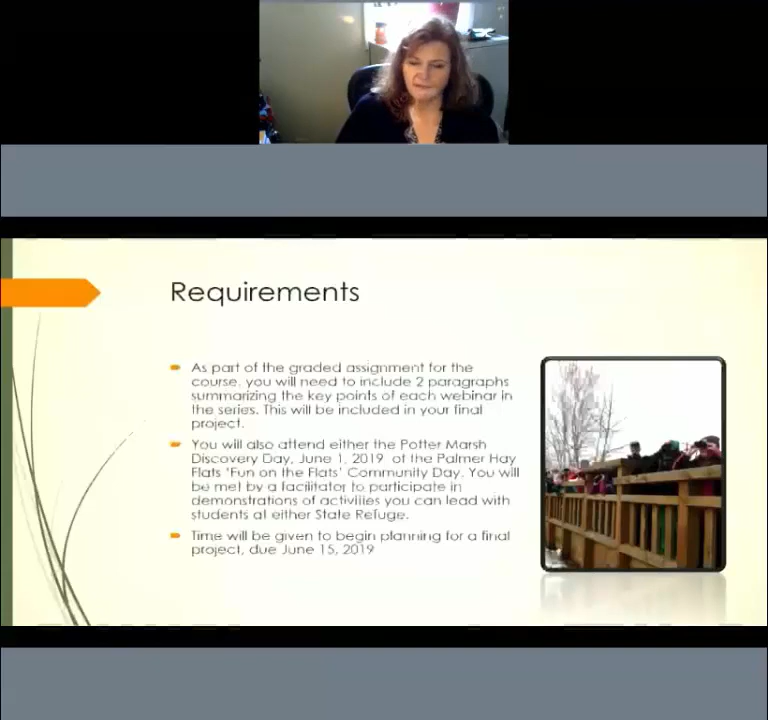 Requirements
As part of the graded assignment for the
course, you will need to include 2 paragraphs
summarizing the key points of each webinar in
the series. This will be included in your final
project.
You will also attend either the Potter Marsh
Discovery Day, June 1, 2019 of the Palmer Hay
Flats 'Fun on the Flats' Community Day. You will
be met by a facilitator to participate in
demonstrations of activities you can lead with
students at either State Refuge.
Time will be given to begin planning for a final
project, due June 15, 2019